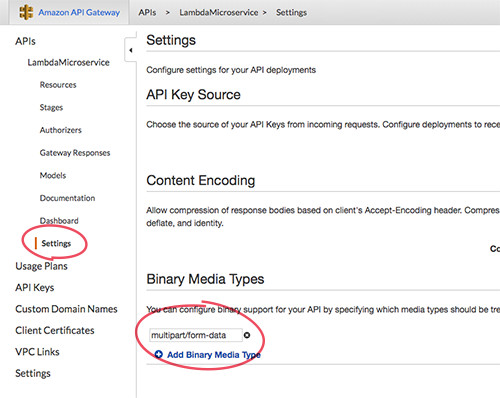 Amazon API Gateway APIs > LambdaMicroservice > Settings
APIs
LambdaMicroservice
Resources
Stages
Authorizers
Gateway Responses
Models
Documentation
Dashboard
Settings
Usage Plans
API Keys
Custom Domain Names
Client Certificates
VPC Links
Settings
Settings
Configure settings for your API deployments
API Key Source
Choose the source of your API Keys from incoming requests. Configure deployments to rece
Content Encoding
Allow compression of response bodies based on client's Accept-Encoding header. Compres
deflate, and identity.
Co
Binary Media Types
You can configure binary support for your API by specifying which media types should be tre
multipart/form-data
Add Binary Media Type